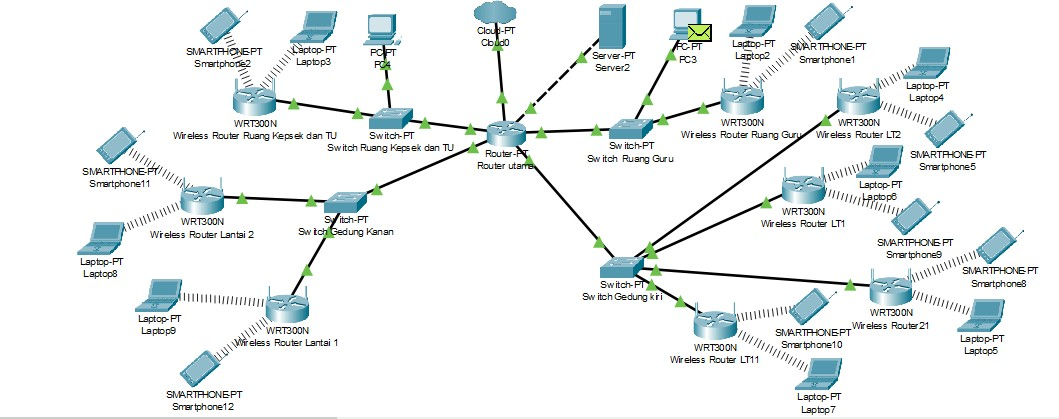 SMARTPHONE-PT
Smartphone2
Laptop-PT
Laptop3
PC-PT
PC4
Cloud-PT
Cloud0
Server-PT
Server2
PC-PT
PC3
Laptop-PT
Laptop2
SMARTPHONE-PT
Smartphone1
Laptop-PT
Laptop4
WRT300N
Wireless Router Ruang Kepsek dan TU
Switch-PT
Switch Ruang Kepsek dan TU
Router-PT
Router utama
Switch-PT
Switch Ruang Guru
WRT300N
Wireless Router Ruang Guru
WRT300N
Wireless Router LT2
SMARTPHONE-PT
Smartphone5
SMARTPHONE-PT
Smartphone11
WRT300N
Wireless Router Lantai 2
Switch-PT
Switch Gedung Kanan
WRT300N
Wireless Router LT1
Laptop-PT
Laptop6
SMARTPHONE-PT
Smartphone9
Laptop-PT
Laptop8
Switch-PT
Switch Gedung kiri
SMARTPHONE-PT
Smartphone8
WRT300N
Wireless Router21
Laptop-PT
Laptop9
WRT300N
Wireless Router Lantai 1
WRT300N
Wireless Router LT11
SMARTPHONE-PT
Smartphone10
Laptop-PT
Laptop5
SMARTPHONE-PT
Smartphone12
Laptop-PT
Laptop7